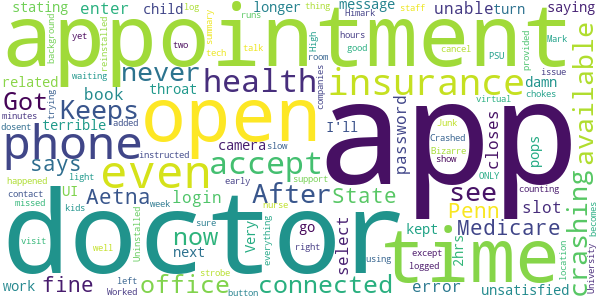 stating
enter
child
log
longer
message
unable
turn
saying
appointment
background
yet
reinstalled
two
summary
runs
tech
talk
Himark
High
hours
good
room
staff
thing
cancel
Mark
PSU
provided
issue
related
book
never
health
insurance
available
Got
Keeps
waiting
throat
camera
companies
I'll
password
damn
trying
minutes
dosent
added
terrible
slow
open
app
phone
even
accept
closes
pops
virtual
chokes
Junk
Crashed
Bizarre
show
ONLY
counting
crashing
says
UI
light
instructed
happened
contact
missed
kids
Aetna
week
login
After
early
support
State
see
Penn
slot
Uninstalled
nurse
Very
everything
select
kept
Medicare
2hrs
doctor
now
next
sure
go
right
time
except
logged
location
University
becomes
visit
well
office
connected
using
work
fine
left
Worked
button
strobe
error
unsatisfied